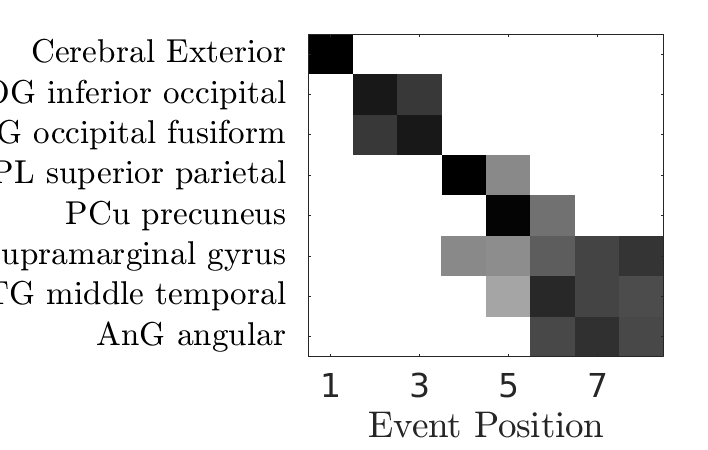 Cerebral Exterior
OG inferior occipital
G occipital fusiform
PL superior parietal
PCu precuneus
upramarginal gyrus
TG middle temporal
AnG angular
1 3 5 7
Event Position